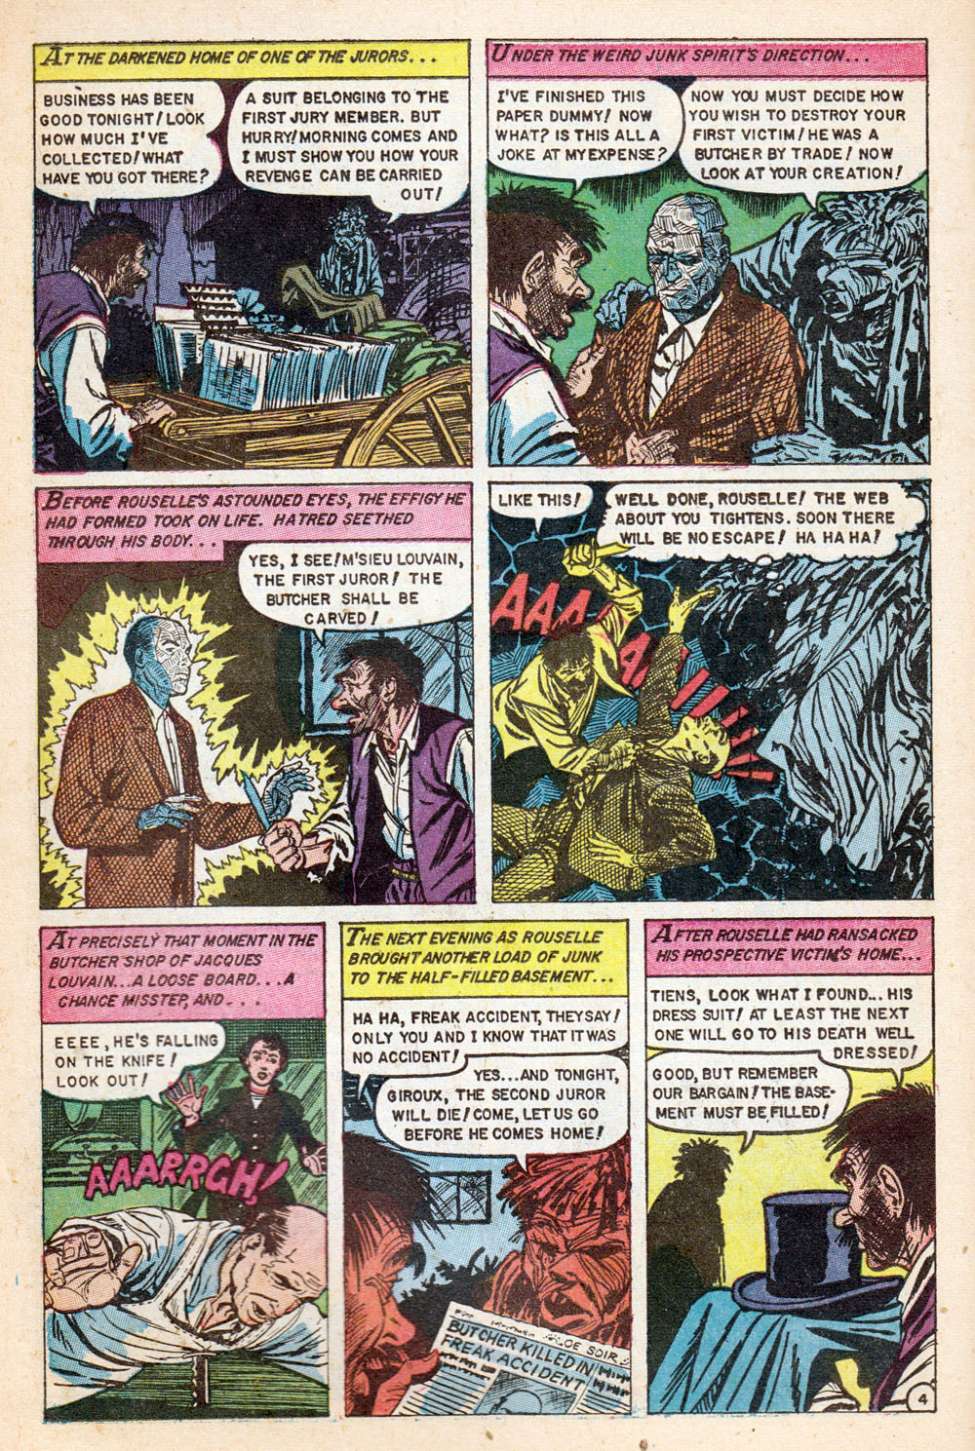 AT THE DARKENED HOME OF ONE OF THE JURORS...
BUSINESS HAS BEEN
GOOD TONIGHT! LOOK
HOW MUCH I'VE
COLLECTED! WHAT
HAVE YOU GOT THERE?
A SUIT BELONGING TO THE
FIRST JURY MEMBER. BUT
HURRY! MORNING COMES AND
I MUST SHOW YOU HOW YOUR
REVENGE CAN BE CARRIED
OUT!
UNDER THE WEIRD JUNK SPIRIT'S DIRECTION...
I'VE FINISHED THIS
PAPER DUMMY! NOW
WHAT? IS THIS ALL A
JOKE AT MY EXPENSE?
NOW YOU MUST DECIDE HOW
YOU WISH TO DESTROY YOUR
FIRST VICTIM! HE WAS A
BUTCHER BY TRADE! NOW
LOOK AT YOUR CREATION!
BEFORE ROUSELLE'S ASTOUNDED EYES, THE EFFIGY HE
HAD FORMED TOOK ON LIFE. HATRED SEETHED
THROUGH HIS BODY...
YES, I SEE! M'SIEU LOUVAIN,
THE FIRST JUROR! THE
BUTCHER SHALL BE
CARVED!
LIKE THIS!
WELL DONE, ROUSELLE! THE WEB
ABOUT YOU TIGHTENS. SOON THERE
WILL BE NO ESCAPE! HA HA HA!
AT PRECISELY THAT MOMENT IN THE
BUTCHER SHOP OF JACQUES
LOUVAIN...A LOOSE BOARD...A
CHANCE MISSTEP, AND...
EEEE, HE'S FALLING
ON THE KNIFE!
LOOK OUT!
AAARRGH!
THE NEXT EVENING AS ROUSELLE
BROUGHT ANOTHER LOAD OF JUNK
TO THE HALF-FILLED BASEMENT...
HA HA, FREAK ACCIDENT, THEY SAY!
ONLY YOU AND I KNOW THAT IT WAS
NO ACCIDENT!
YES...AND TONIGHT,
GIROUX, THE SECOND JUROR
WILL DIE! COME, LET US GO
BEFORE HE COMES HOME!
OE SOIR
BUTCHER KILLED IN
FREAK ACCIDENT
AFTER ROUSELLE HAD RANSACKED
HIS PROSPECTIVE VICTIM'S HOME...
TIENS, LOOK WHAT I FOUND... HIS
DRESS SUIT! AT LEAST THE NEXT
ONE WILL GO TO HIS DEATH WELL
DRESSED!
GOOD, BUT REMEMBER
OUR BARGAIN! THE BASE-
MENT MUST BE FILLED!
4